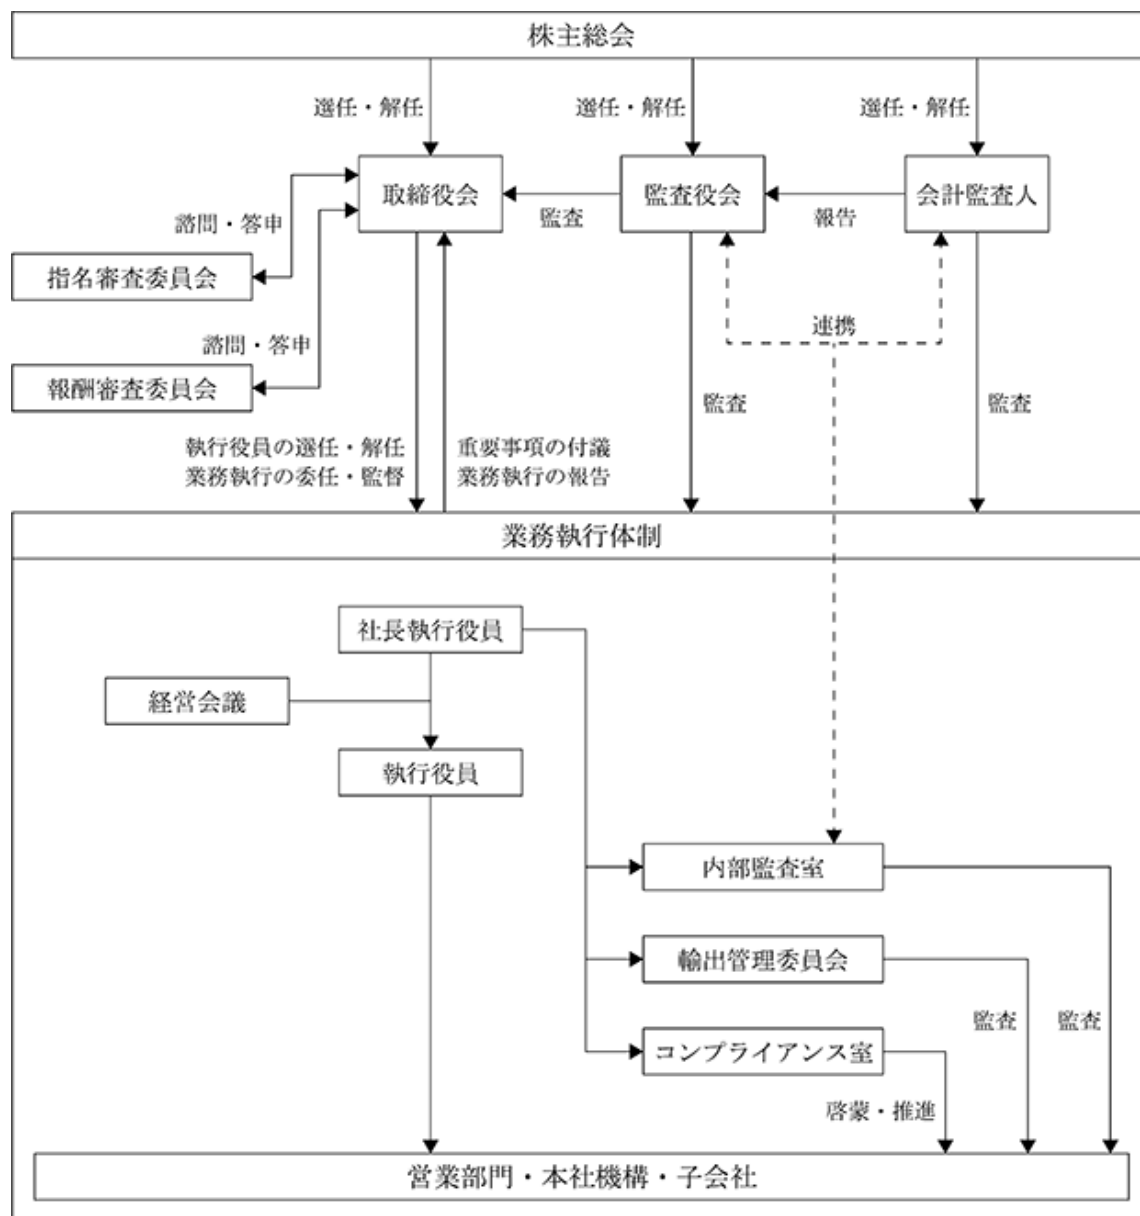 株主総会
選任・解任
選任・解任
選任・解任
取締役会
監査役会
会計監査人
監査
報告
諮問・答申
指名審査委員会
連携
諮問・答申
報酬審査委員会
監査
監査
執行役員の選任・解任
業務執行の委任・監督
重要事項の付議
業務執行の報告
業務執行体制
社長執行役員
経営会議
執行役員
内部監査室
輸出管理委員会
監査
監査
コンプライアンス室
啓蒙・推進
営業部門・本社機構・子会社